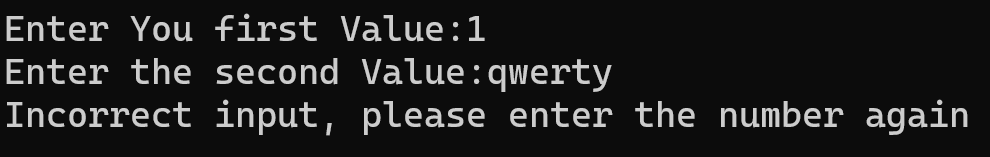 Enter You first Value:1
Enter the second Value:qwerty
Incorrect input, please enter the number again